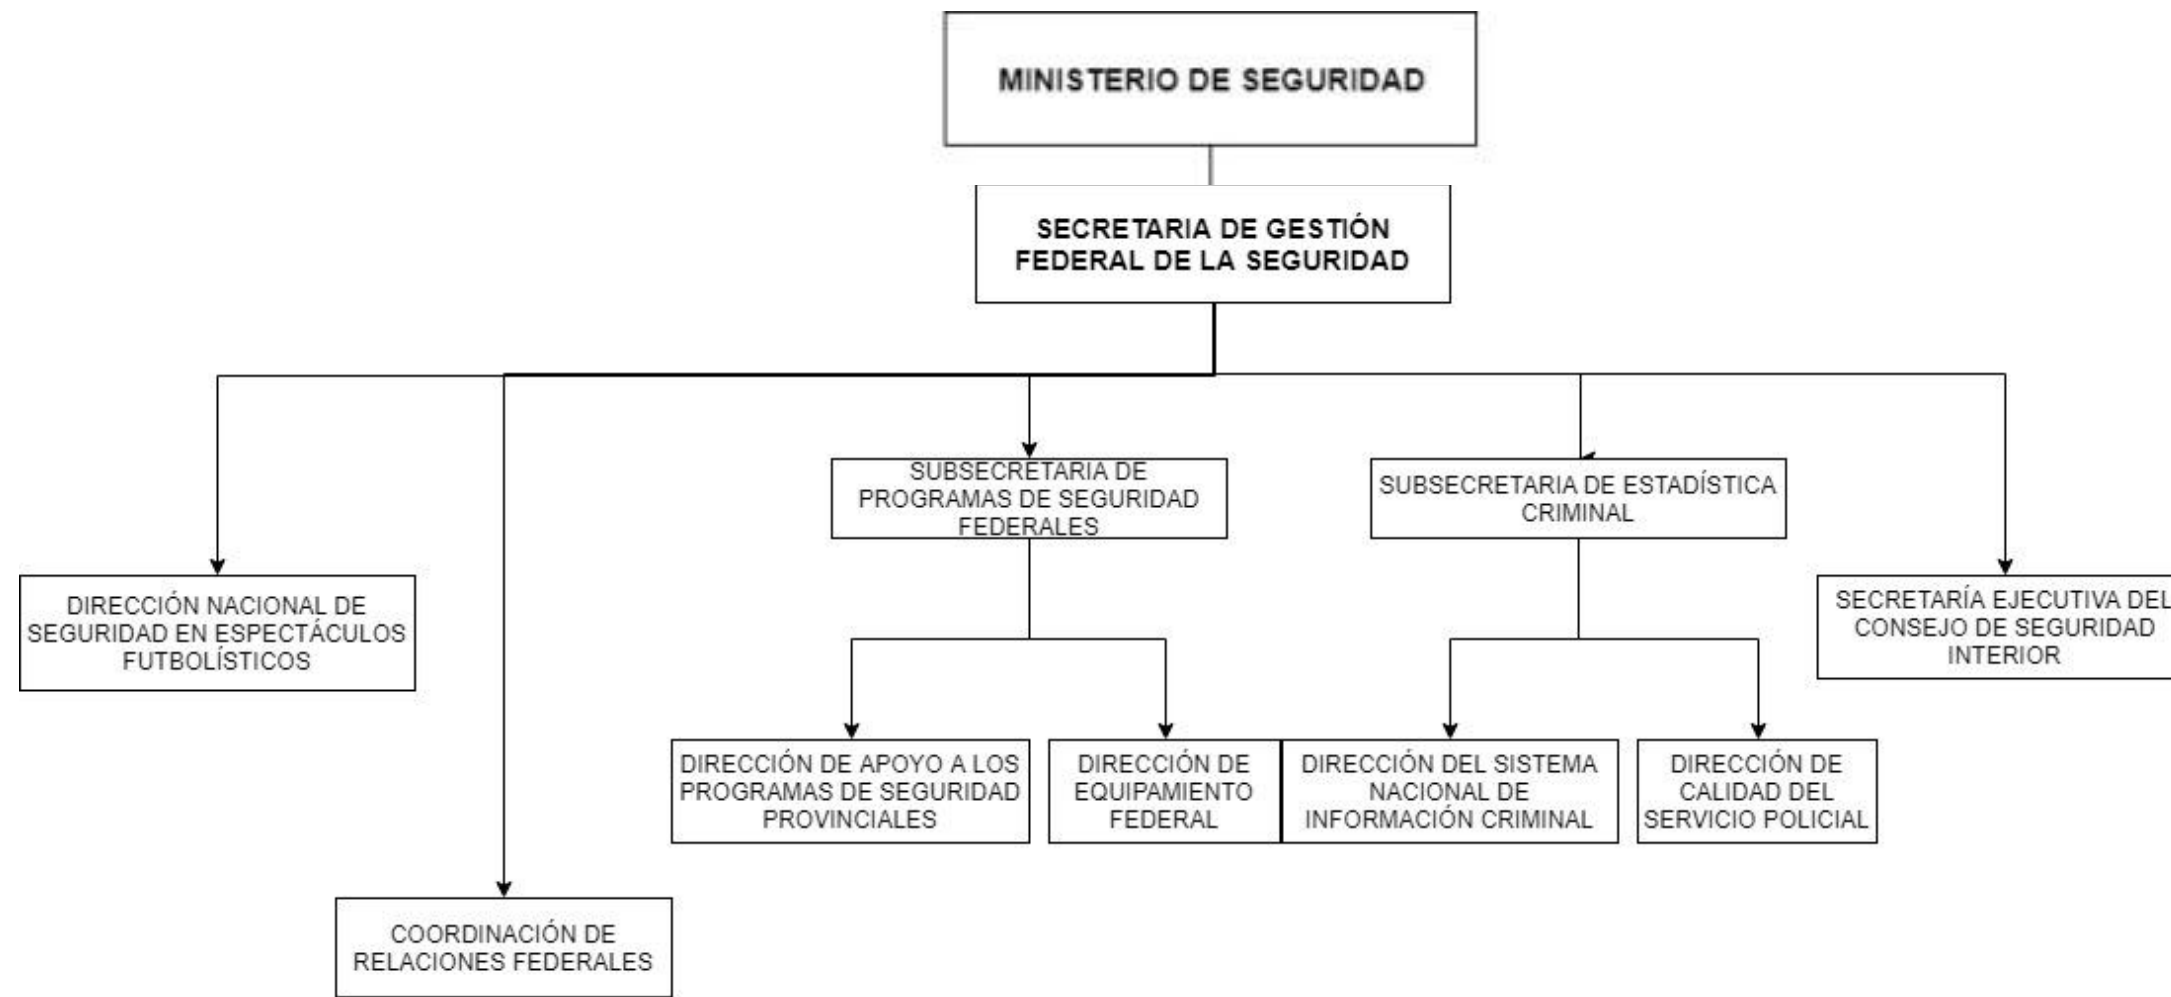 MINISTERIO DE SEGURIDAD
SECRETARIA DE GESTIÓN
FEDERAL DE LA SEGURIDAD
SUBSECRETARIA DE
PROGRAMAS DE SEGURIDAD
FEDERALES
SUBSECRETARIA DE ESTADÍSTICA
CRIMINAL
DIRECCIÓN NACIONAL DE
SEGURIDAD EN ESPECTÁCULOS
FUTBOLÍSTICOS
SECRETARÍA EJECUTIVA DEL
CONSEJO DE SEGURIDAD
INTERIOR
DIRECCIÓN DE APOYO A LOS
PROGRAMAS DE SEGURIDAD
PROVINCIALES
DIRECCIÓN DE
EQUIPAMIENTO
FEDERAL
DIRECCIÓN DEL SISTEMA
NACIONAL DE
INFORMACIÓN CRIMINAL
DIRECCIÓN DE
CALIDAD DEL
SERVICIO POLICIAL
COORDINACIÓN DE
RELACIONES FEDERALES